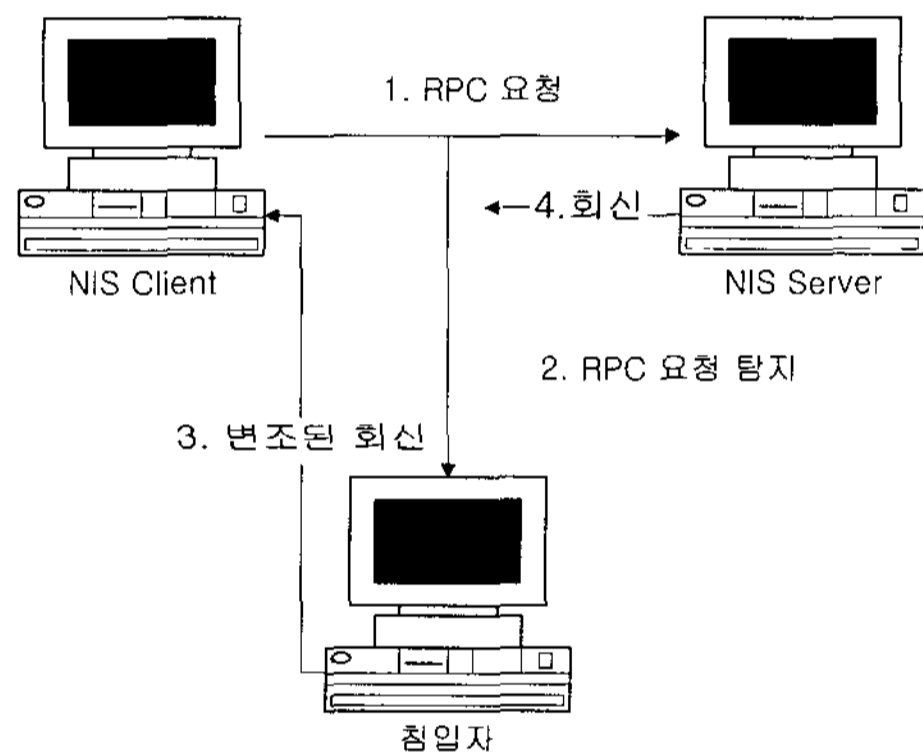 1. RPC 요청
4.회신
NIS Client
NIS Server
2. RPC 요청 탐지
3. 변조된 회신
침입자